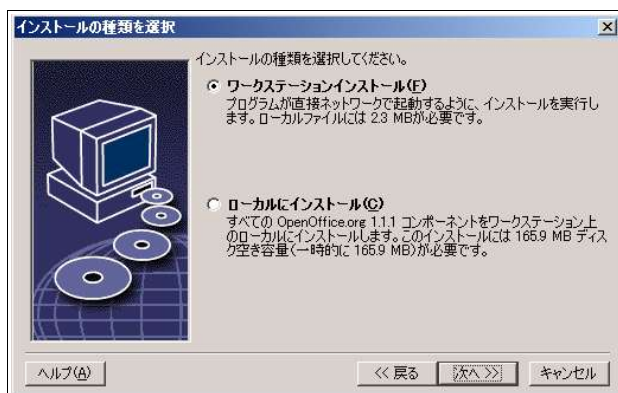 インストールの種類を選択
インストールの種類を選択してください。
ワークステーションインストール(F)
プログラムが直接ネットワークで起動するように、インストールを実行し
ます。ローカルファイルには 2.3 MBが必要です。
ローカルにインストール(C)
すべての OpenOffice.org 1.1.1 コンポーネントをワークステーション上
のローカルにインストールします。このインストールには 165.9 MB ディス
ク空き容量(一時的に 165.9 MB)が必要です。
ヘルプ(A)
<< 戻る
次へ >>
キャンセル